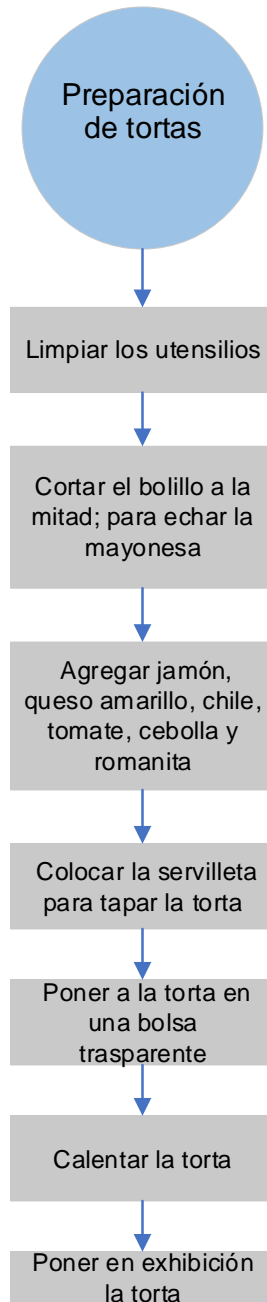 Preparación
de tortas
Limpiar los utensilios
Cortar el bolillo a la
mitad; para echar la
mayonesa
Agregar jamón,
queso amarillo, chile,
tomate, cebolla y
romanita
Colocar la servilleta
para tapar la torta
Poner a la torta en
una bolsa
trasparente
Calentar la torta
Poner en exhibición
la torta